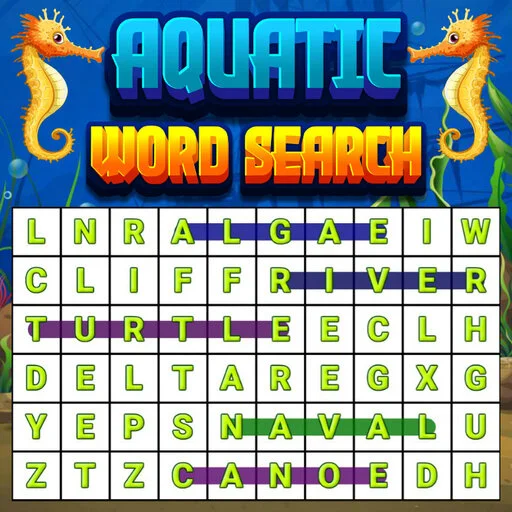 AQUATIC
WORD SEARCH
L N R A L G A E I W
C L I F F R I V E R
T U R T L E E C L H
D E L T A R E G X G
Y E P S N A V A L U
Z T Z C A N O E D H